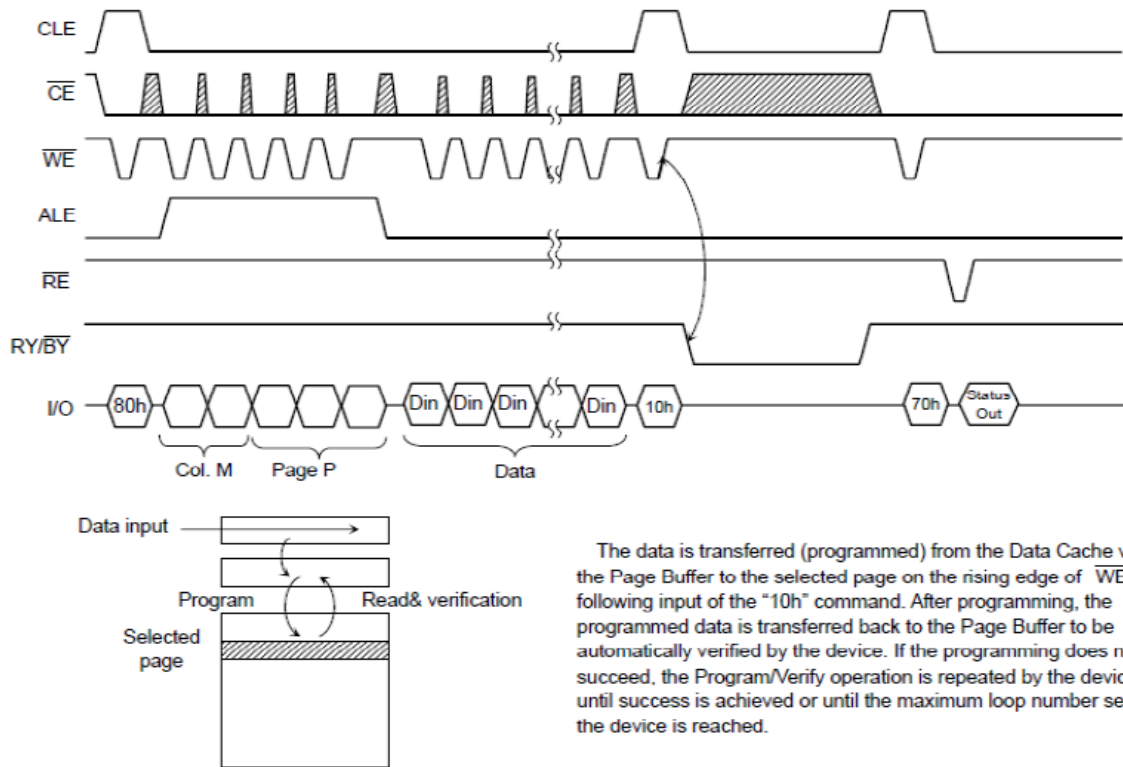 CLE
CE
WE
ALE
RE
RY/BY
I/O 80h Din Din Din Din 10h 70h Status Out
Col. M Page P Data
Data input
Program Read& verification
Selected
page
The data is transferred (programmed) from the Data Cache v
the Page Buffer to the selected page on the rising edge of WE
following input of the “10h” command. After programming, the
programmed data is transferred back to the Page Buffer to be
automatically verified by the device. If the programming does n
succeed, the Program/Verify operation is repeated by the devic
until success is achieved or until the maximum loop number se
the device is reached.